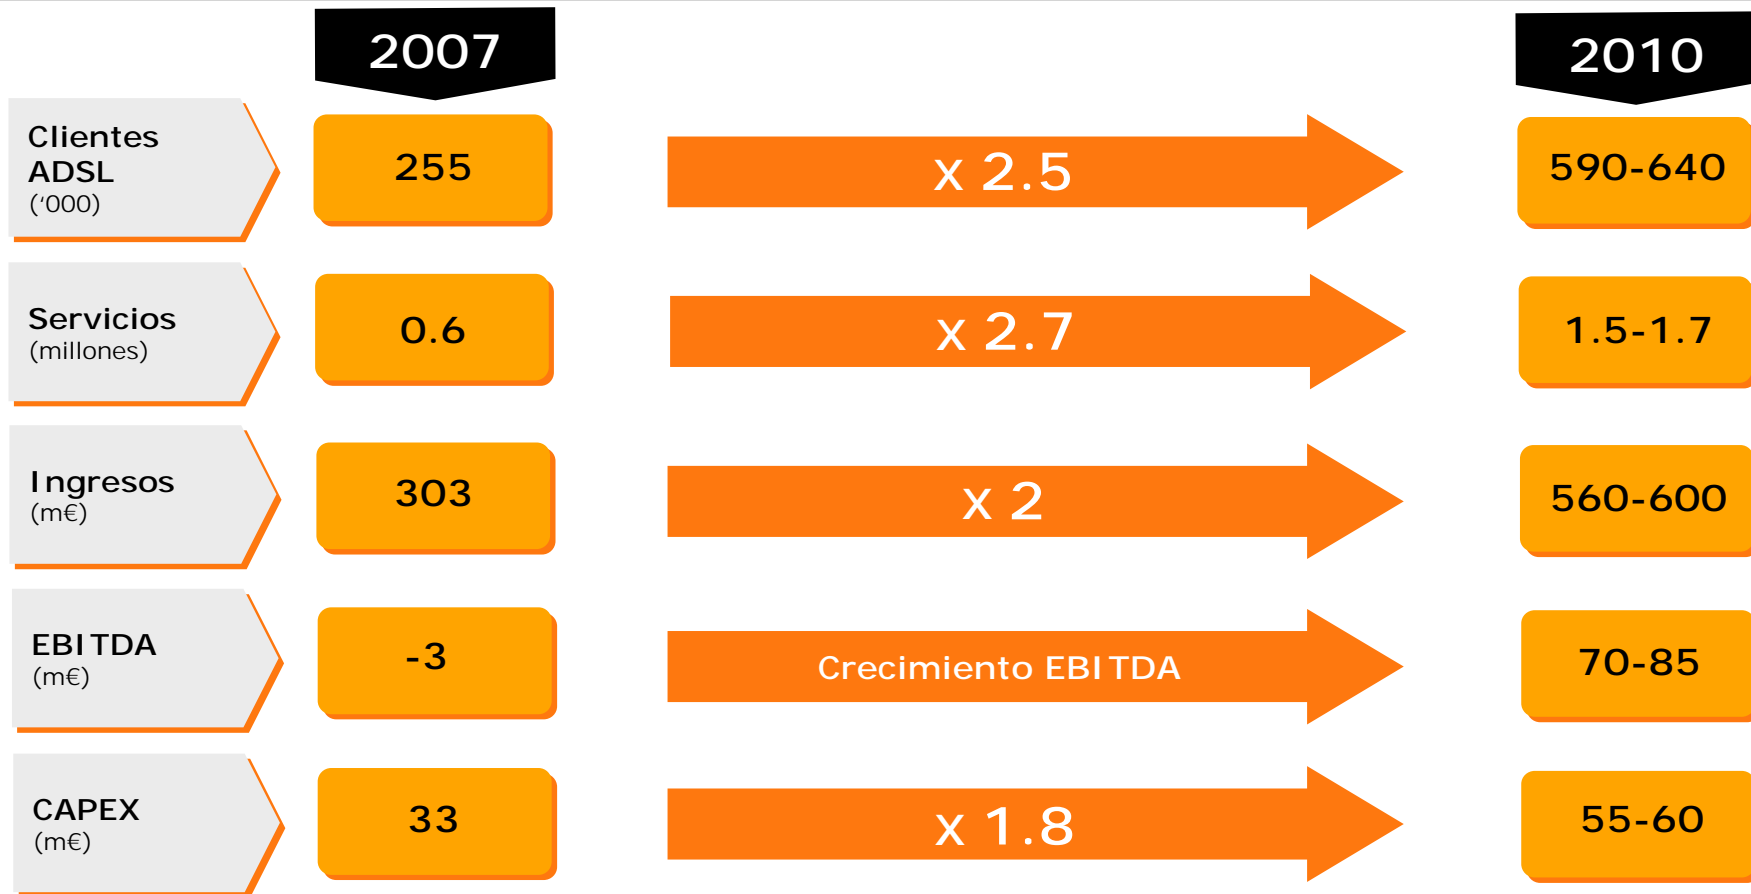 2007
2010
Clientes
ADSL
(‘000)
255
x 2.5
590-640
Servicios
(millones)
0.6
x 2.7
1.5-1.7
Ingresos
(m€)
303
x 2
560-600
EBITDA
(m€)
-3
Crecimiento EBITDA
70-85
CAPEX
(m€)
33
x 1.8
55-60